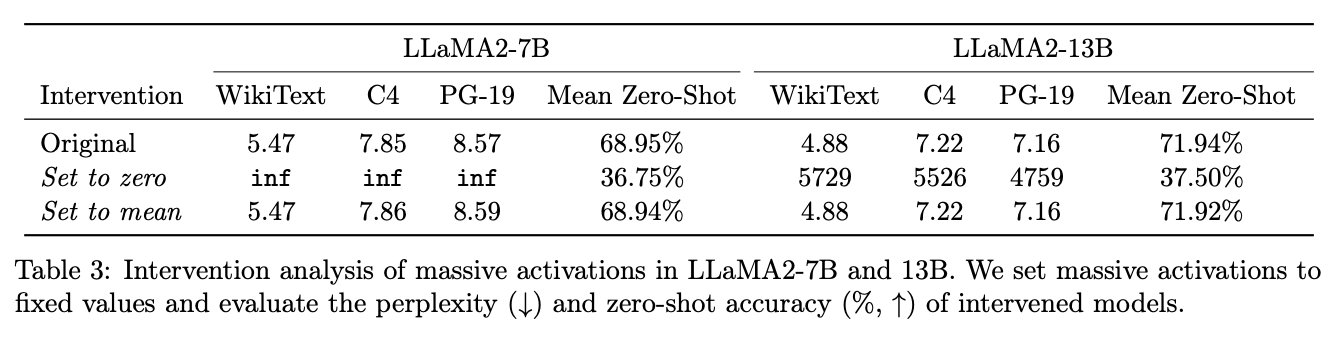 LLaMA2-7B LLaMA2-13B
Intervention WikiText C4 PG-19 Mean Zero-Shot WikiText C4 PG-19 Mean Zero-Shot
Original 5.47 7.85 8.57 68.95% 4.88 7.22 7.16 71.94%
Set to zero inf inf inf 36.75% 5729 5526 4759 37.50%
Set to mean 5.47 7.86 8.59 68.94% 4.88 7.22 7.16 71.92%
Table 3: Intervention analysis of massive activations in LLaMA2-7B and 13B. We set massive activations to
fixed values and evaluate the perplexity (↓) and zero-shot accuracy (%, ↑) of intervened models.